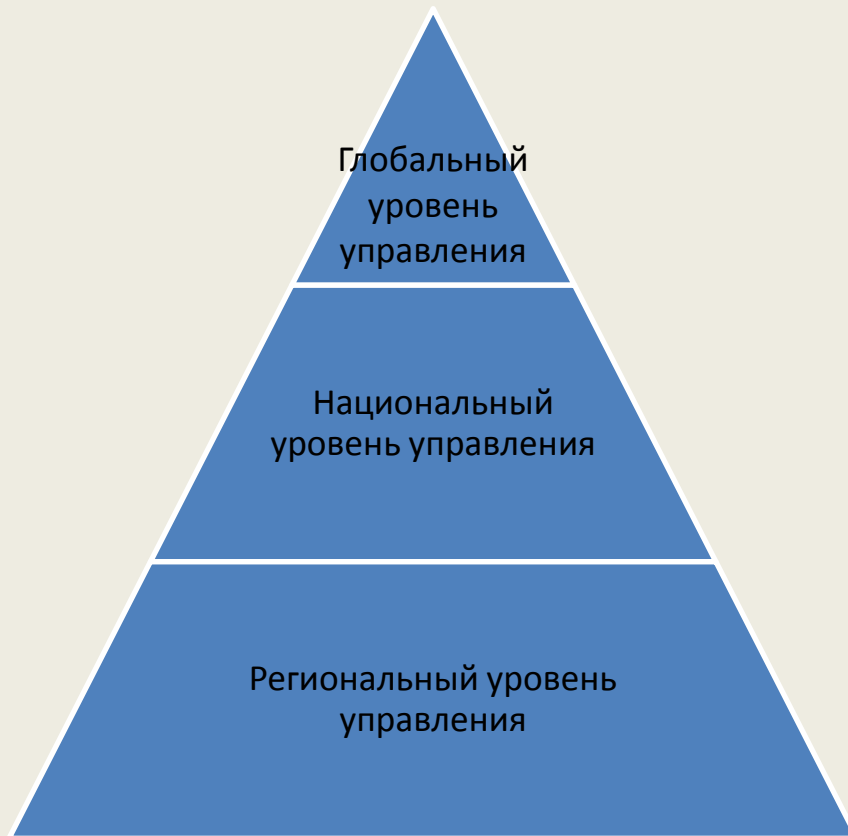 Глобальный
уровень
управления
Национальный
уровень управления
Региональный уровень
управления